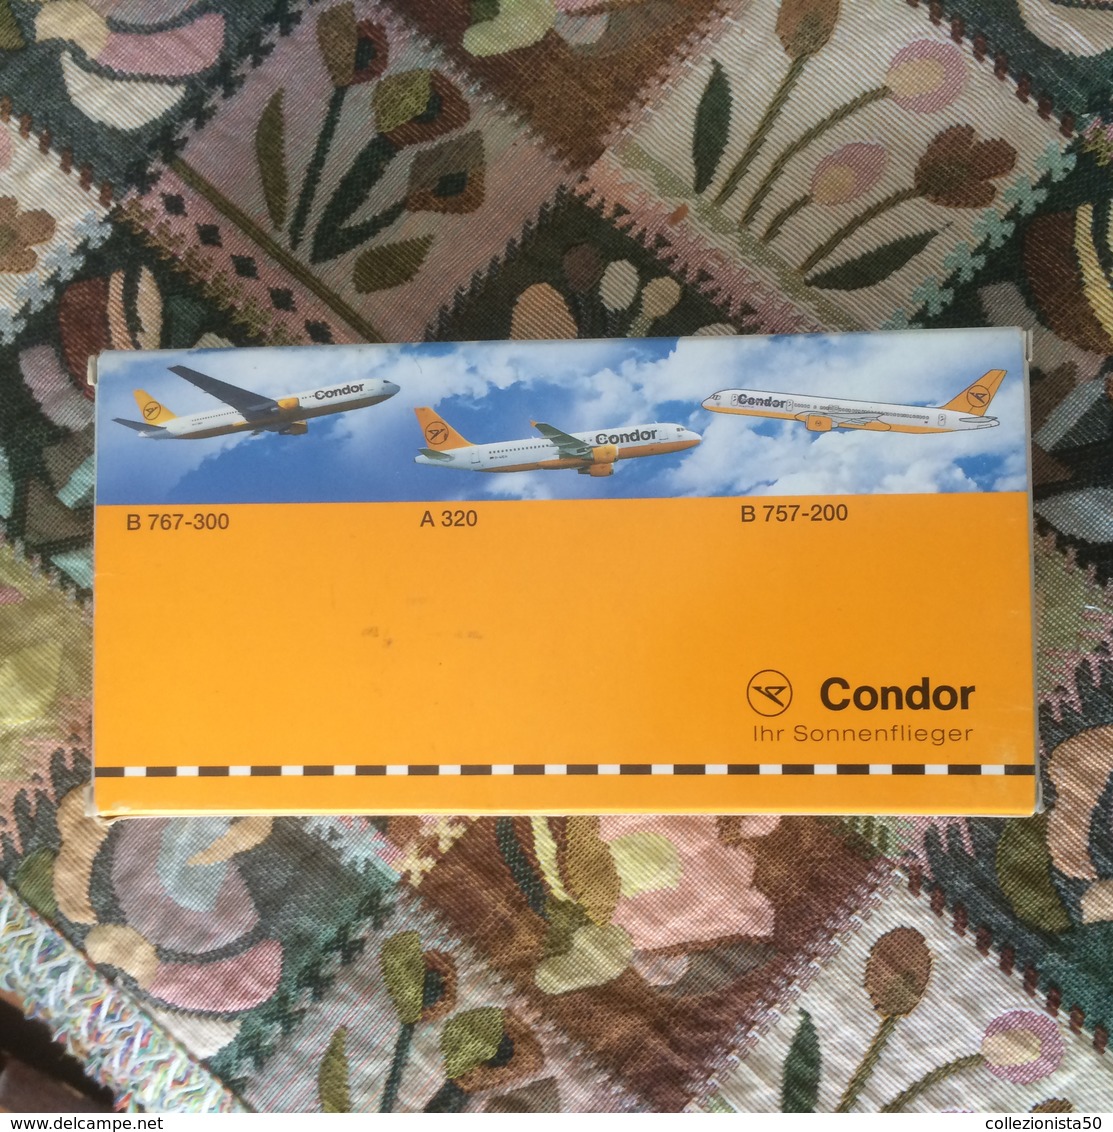 Condor
Condor
Condor
B 767-300
A 320
B 757-200
Condor
Ihr Sonnenflieger
www.delcampe.net
collezionista50